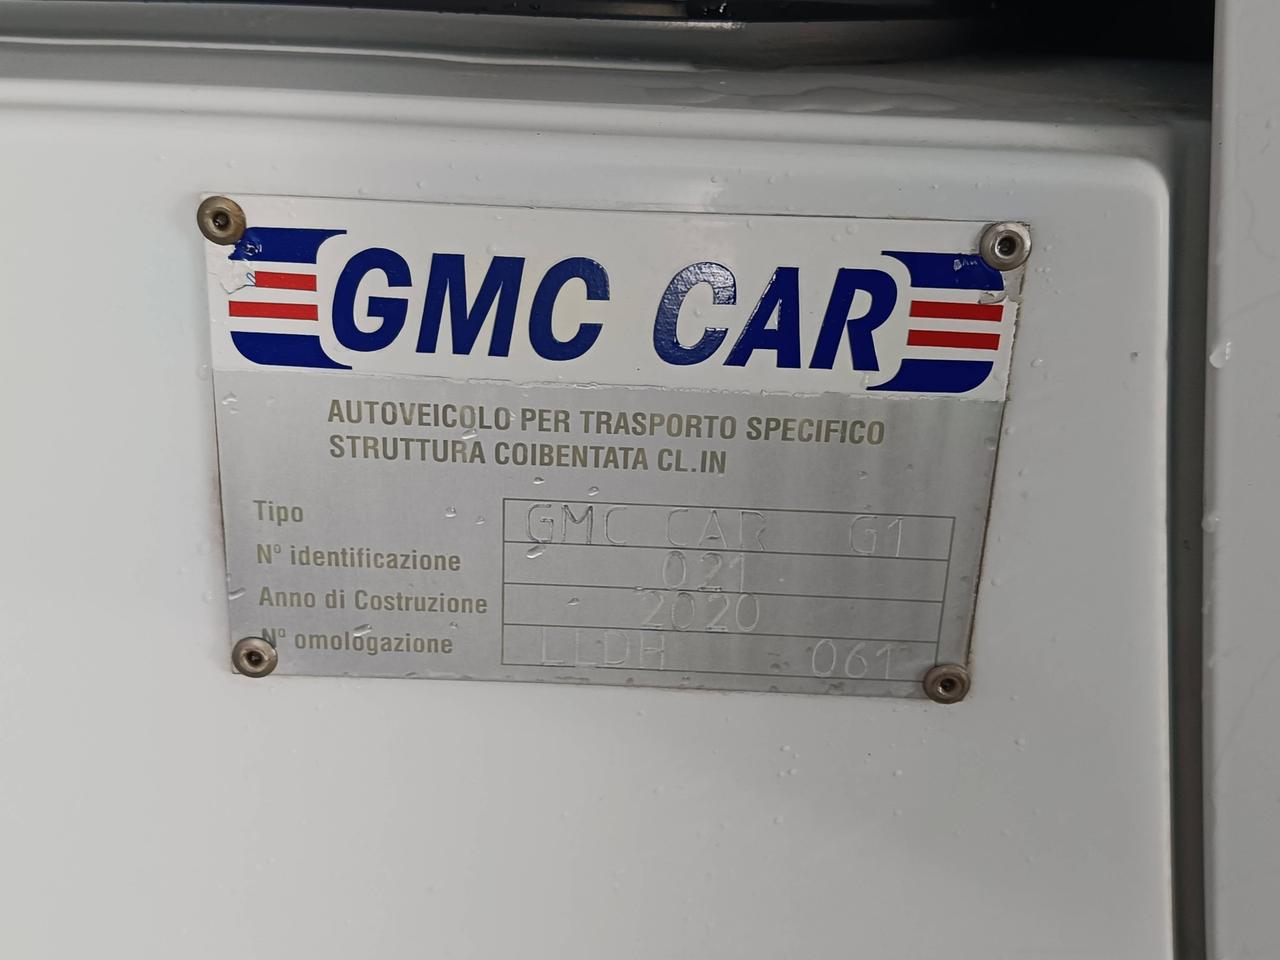 GMC CAR
AUTOVEICOLO PER TRASPORTO SPECIFICO
STRUTTURA COIBENTATA CL.IN
Tipo GMC CAR G1
N° identificazione 021
Anno di Costruzione 2020
N° omologazione LLDH 061